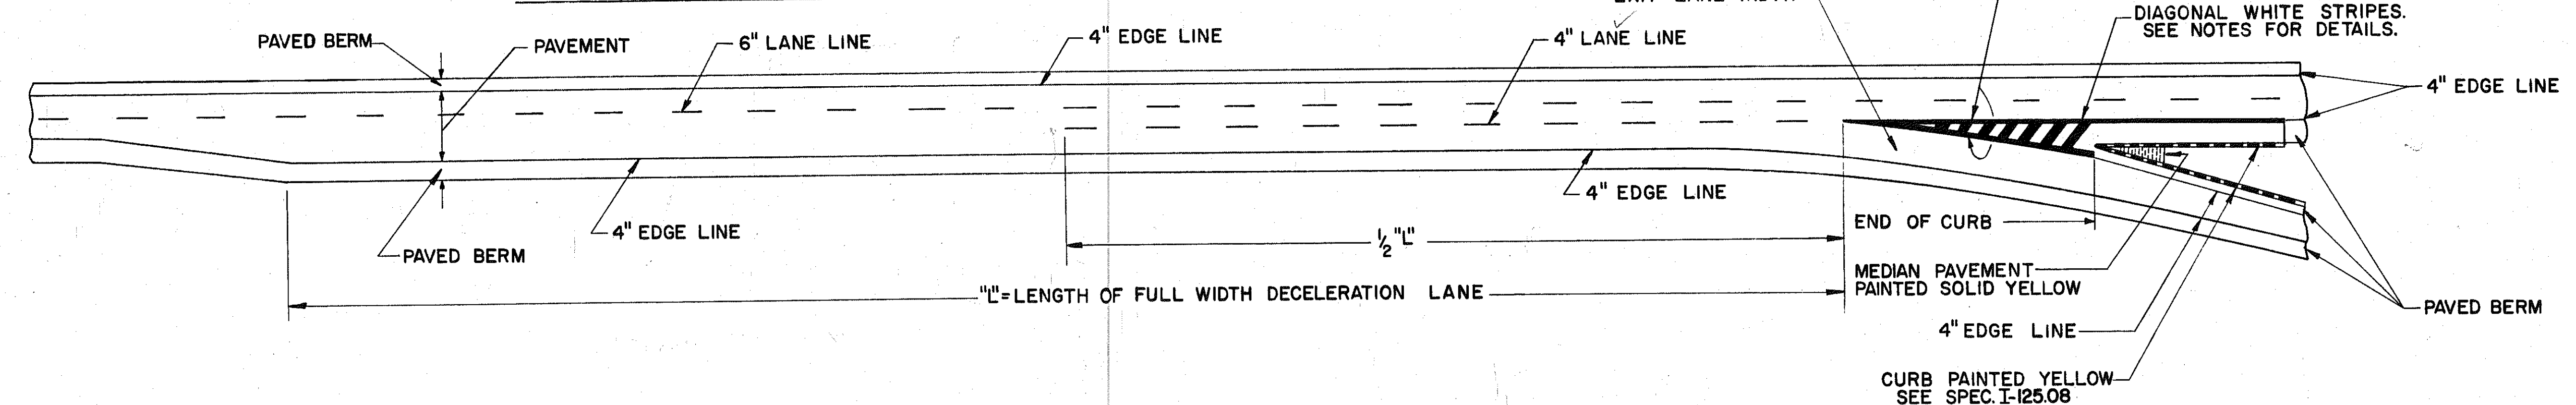 DIAGONAL WHITE STRIPES.
SEE NOTES FOR DETAILS.
PAVED BERM
PAVEMENT
6" LANE LINE
4" EDGE LINE
4" LANE LINE
4" EDGE LINE
4" EDGE LINE
4" EDGE LINE
PAVED BERM
1/2 "L"
END OF CURB
MEDIAN PAVEMENT
PAINTED SOLID YELLOW
"L"=LENGTH OF FULL WIDTH DECELERATION LANE
PAVED BERM
4" EDGE LINE
CURB PAINTED YELLOW
SEE SPEC. I-125.08